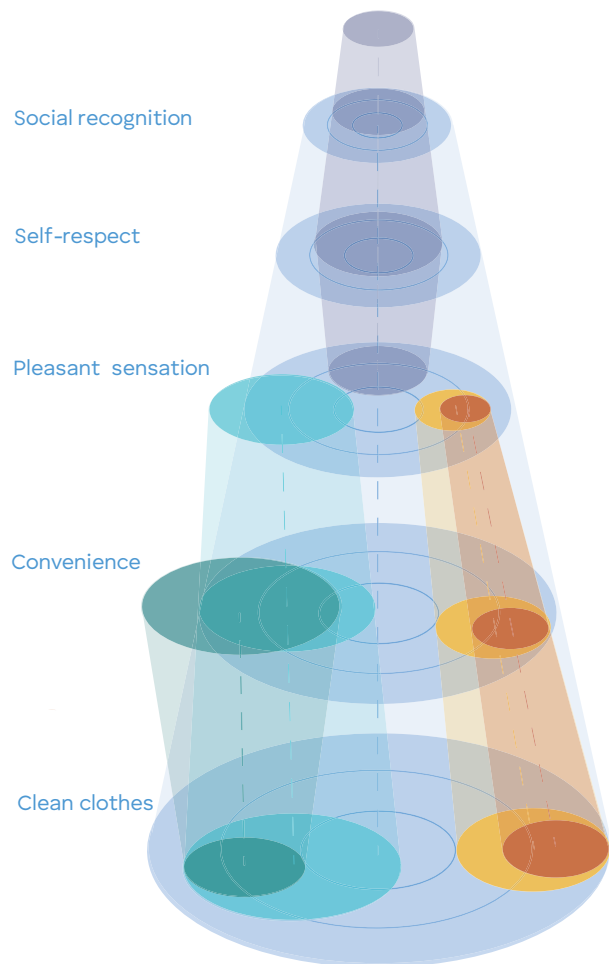 Social recognition
Self-respect
Pleasant sensation
Convenience
Clean clothes